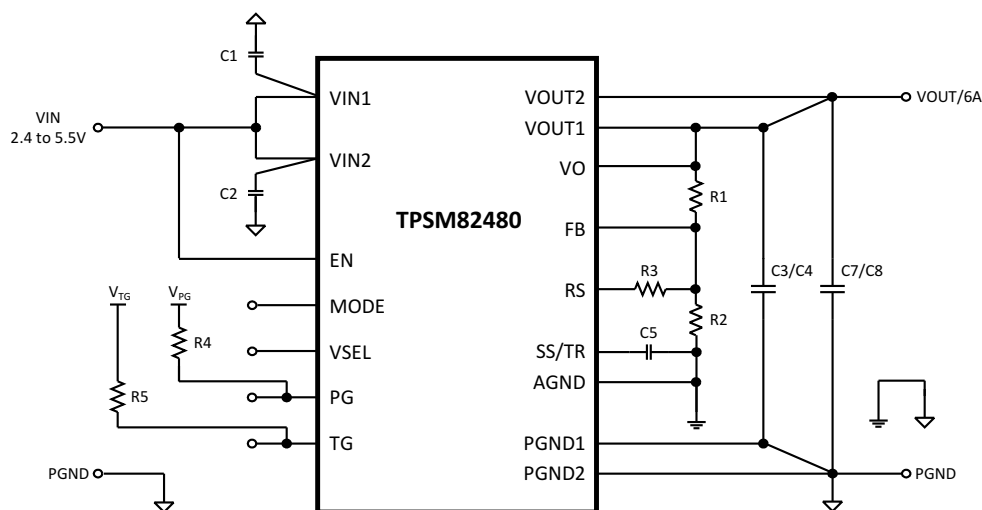 C1
VIN
2.4 to 5.5V
C2
VIN1
VIN2
EN
MODE
VSEL
PG
TG
TPSM82480
VOUT2
VOUT1
VO
FB
RS
SS/TR
AGND
PGND1
PGND2
VTG
VPG
R4
R5
PGND
R1
R3
R2
C5
C3/C4
C7/C8
VOUT/6A
PGND